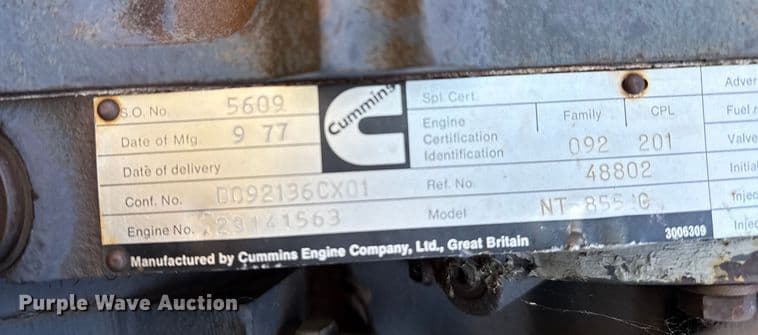 S.O. No. 5609
Date of Mfg. 9 77
Date of delivery
Conf. No. D092136CX01
Engine No. 29141563
Cummins
Spl. Cert.
Engine Certification Identification
Family CPL
092 201
Ref. No. 48802
Model NT-855 C
Adver
Fuel r
Valve
Initia
Injec
Injec
Manufactured by Cummins Engine Company, Ltd., Great Britain
3006309
Purple Wave Auction